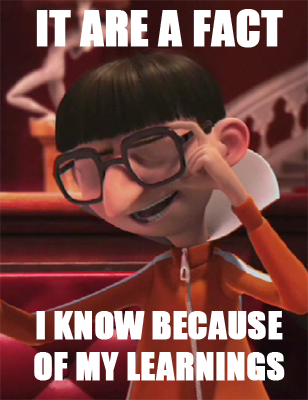 IT ARE A FACT
I KNOW BECAUSE
OF MY LEARNINGS